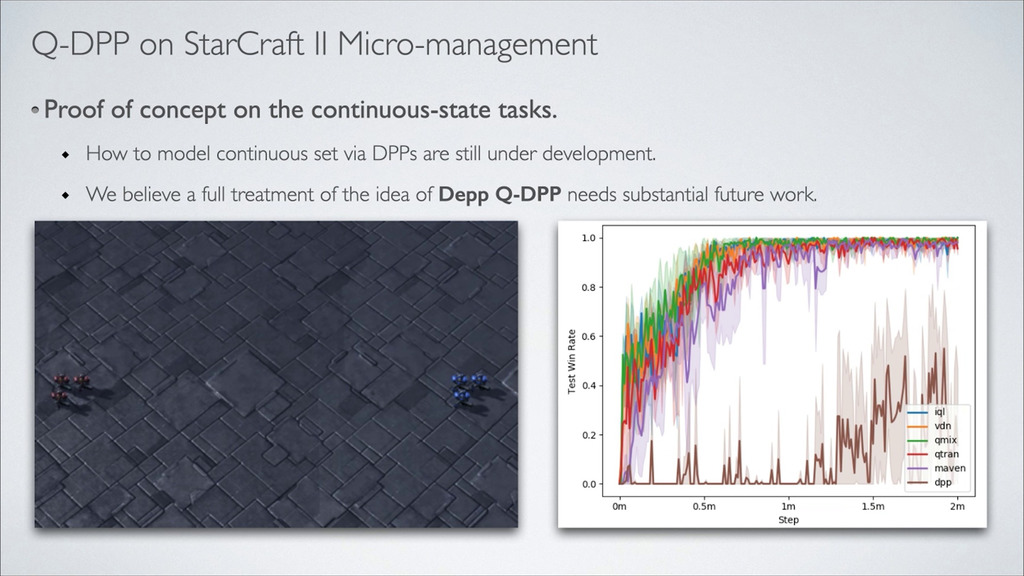 Q-DPP on StarCraft II Micro-management
Proof of concept on the continuous-state tasks.
How to model continuous set via DPPs are still under development.
We believe a full treatment of the idea of Depp Q-DPP needs substantial future work.
1.0
0.8
0.6
0.4
0.2
0.0
Test Win Rate
iql
vdn
qmix
qtran
maven
dpp
0m 0.5m 1m 1.5m 2m
Step